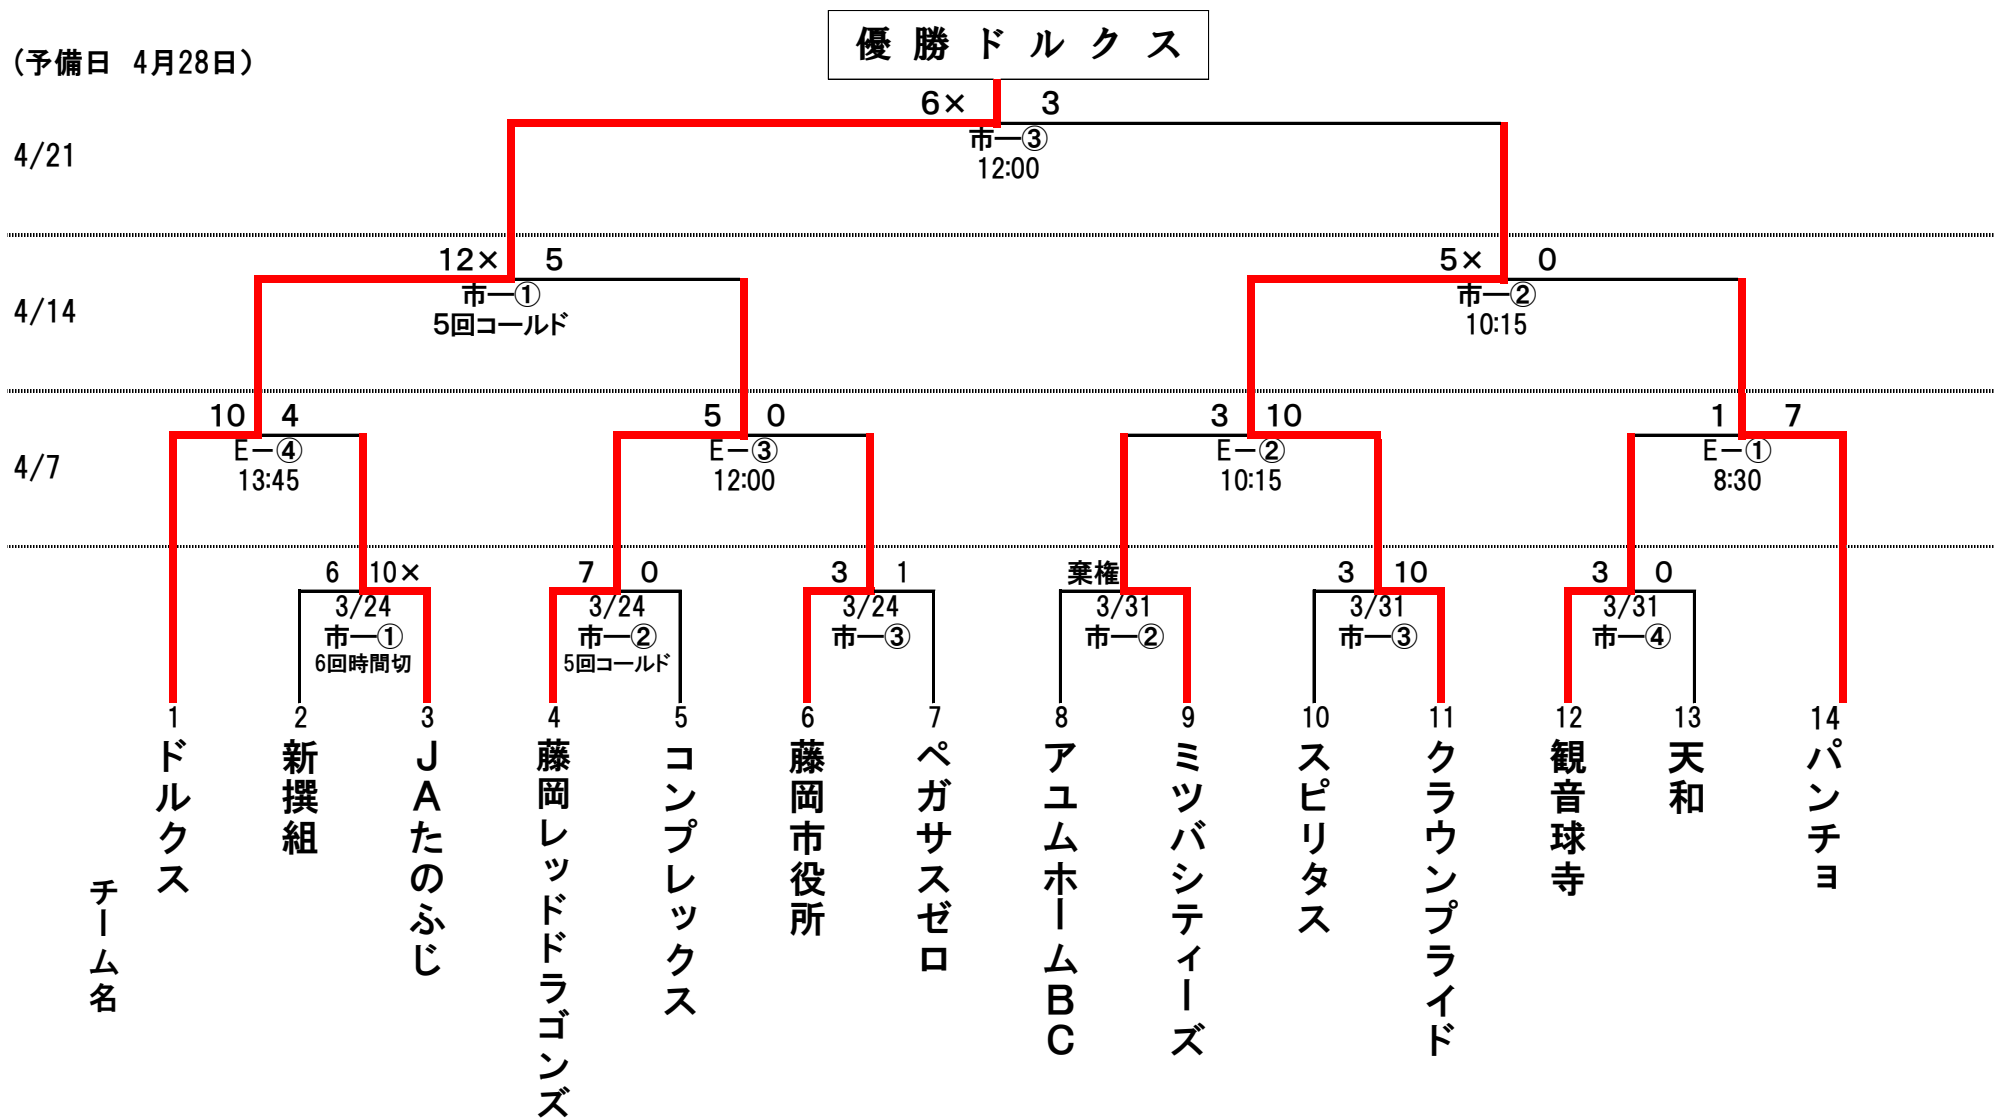 優勝ドルクス
(予備日 4月28日)
6× 3
4/21
市―③
12:00
12× 5
5× 0
4/14
市―①
5回コールド
市―②
10:15
10 4
5 0
3 10
1 7
4/7
E－④
13:45
E－③
12:00
E－②
10:15
E－①
8:30
6 10×
3/24
市―①
6回時間切
7 0
3/24
市―②
5回コールド
3 1
3/24
市―③
棄権
3/31
市―②
3 10
3/31
市―③
3 0
3/31
市―④
1 2 3 4 5 6 7 8 9 10 11 12 13 14
チーム名
ドルクス
新撰組
JAたのふじ
藤岡レッドドラゴンズ
コンプレックス
藤岡市役所
ペガサスゼロ
アユムホームBC
ミツバシティーズ
スピリタス
クラウンプライド
観音球寺
天和
パンチョ